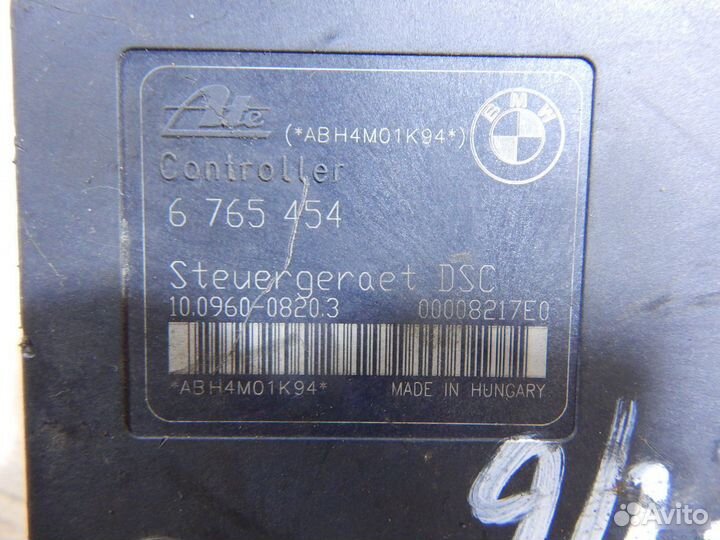 Ate
(*ABH4M01K94*)
BMW
Controller
6 765 454
Steuergeraet DSC
10.0960-0820.3 00008217E0
*ABH4M01K94* MADE IN HUNGARY
Avito